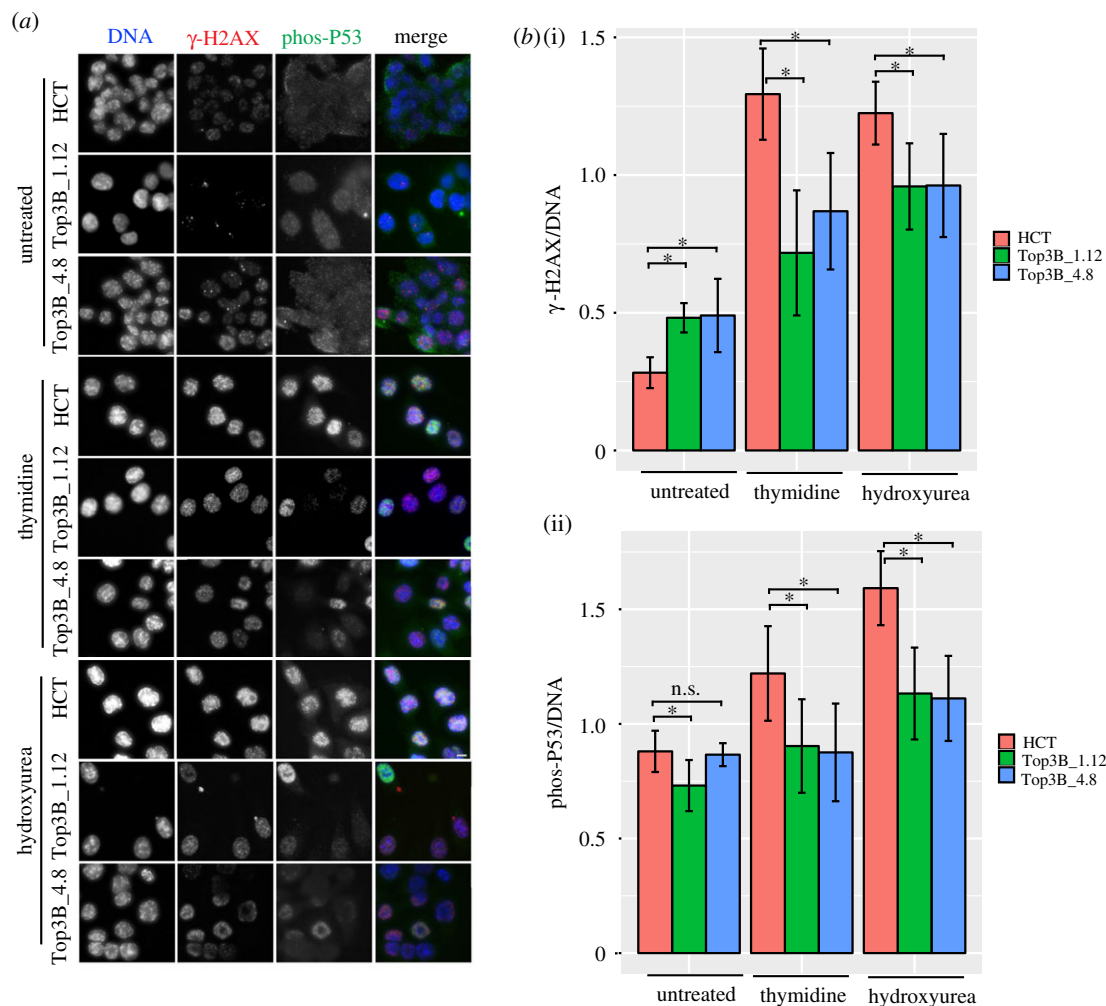 (a)
DNA γ-H2AX phos-P53 merge
untreated
HCT
Top3B_1.12
Top3B_4.8
thymidine
HCT
Top3B_1.12
Top3B_4.8
hydroxyurea
HCT
Top3B_1.12
Top3B_4.8
(b) (i)
γ-H2AX/DNA
1.5
1.0
0.5
0
* *
* *
* *
untreated thymidine hydroxyurea
HCT
Top3B_1.12
Top3B_4.8
(ii)
phos-P53/DNA
1.5
1.0
0.5
0
n.s. *
* *
* *
untreated thymidine hydroxyurea
HCT
Top3B_1.12
Top3B_4.8